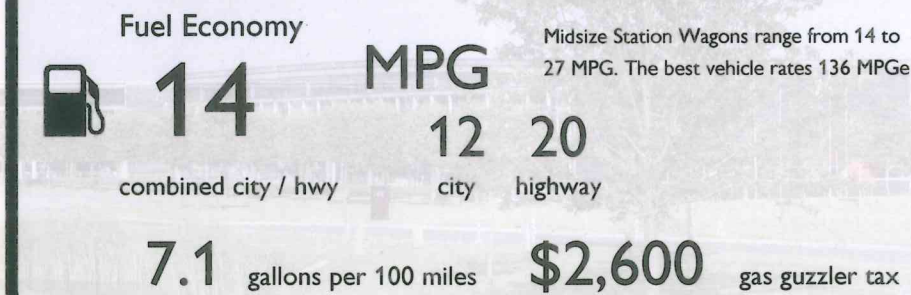 Fuel Economy
14
combined city / hwy
MPG
12 city
20 highway
Midsize Station Wagons range from 14 to
27 MPG. The best vehicle rates 136 MPGe
7.1 gallons per 100 miles
$2,600 gas guzzler tax